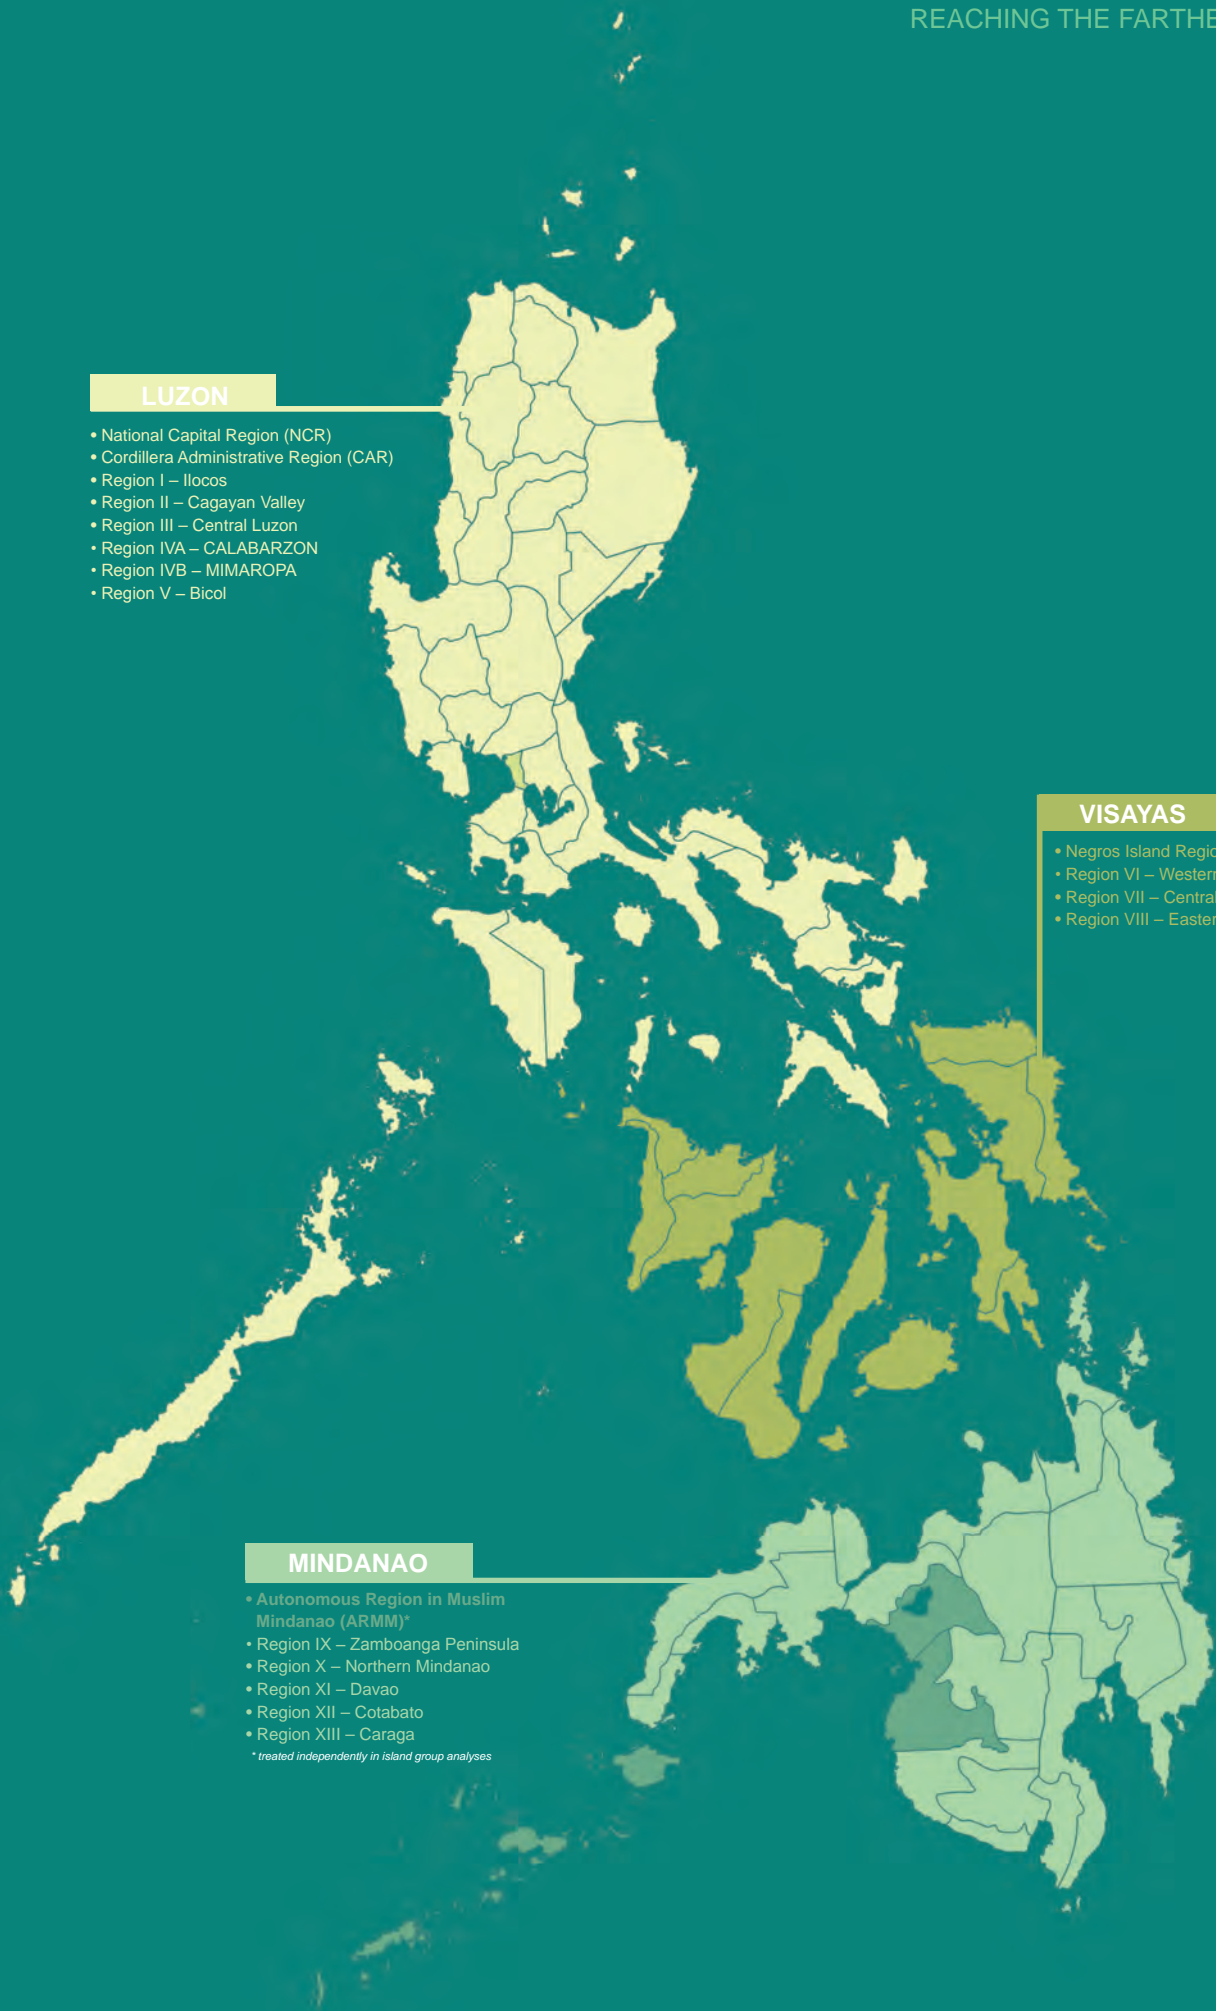 REACHING THE FARTHE
LUZON
• National Capital Region (NCR)
• Cordillera Administrative Region (CAR)
• Region I – Ilocos
• Region II – Cagayan Valley
• Region III – Central Luzon
• Region IVA – CALABARZON
• Region IVB – MIMAROPA
• Region V – Bicol
VISAYAS
• Negros Island Regio
• Region VI – Western
• Region VII – Central
• Region VIII – Easter
MINDANAO
• Autonomous Region in Muslim
Mindanao (ARMM)*
• Region IX – Zamboanga Peninsula
• Region X – Northern Mindanao
• Region XI – Davao
• Region XII – Cotabato
• Region XIII – Caraga
* treated independently in island group analyses